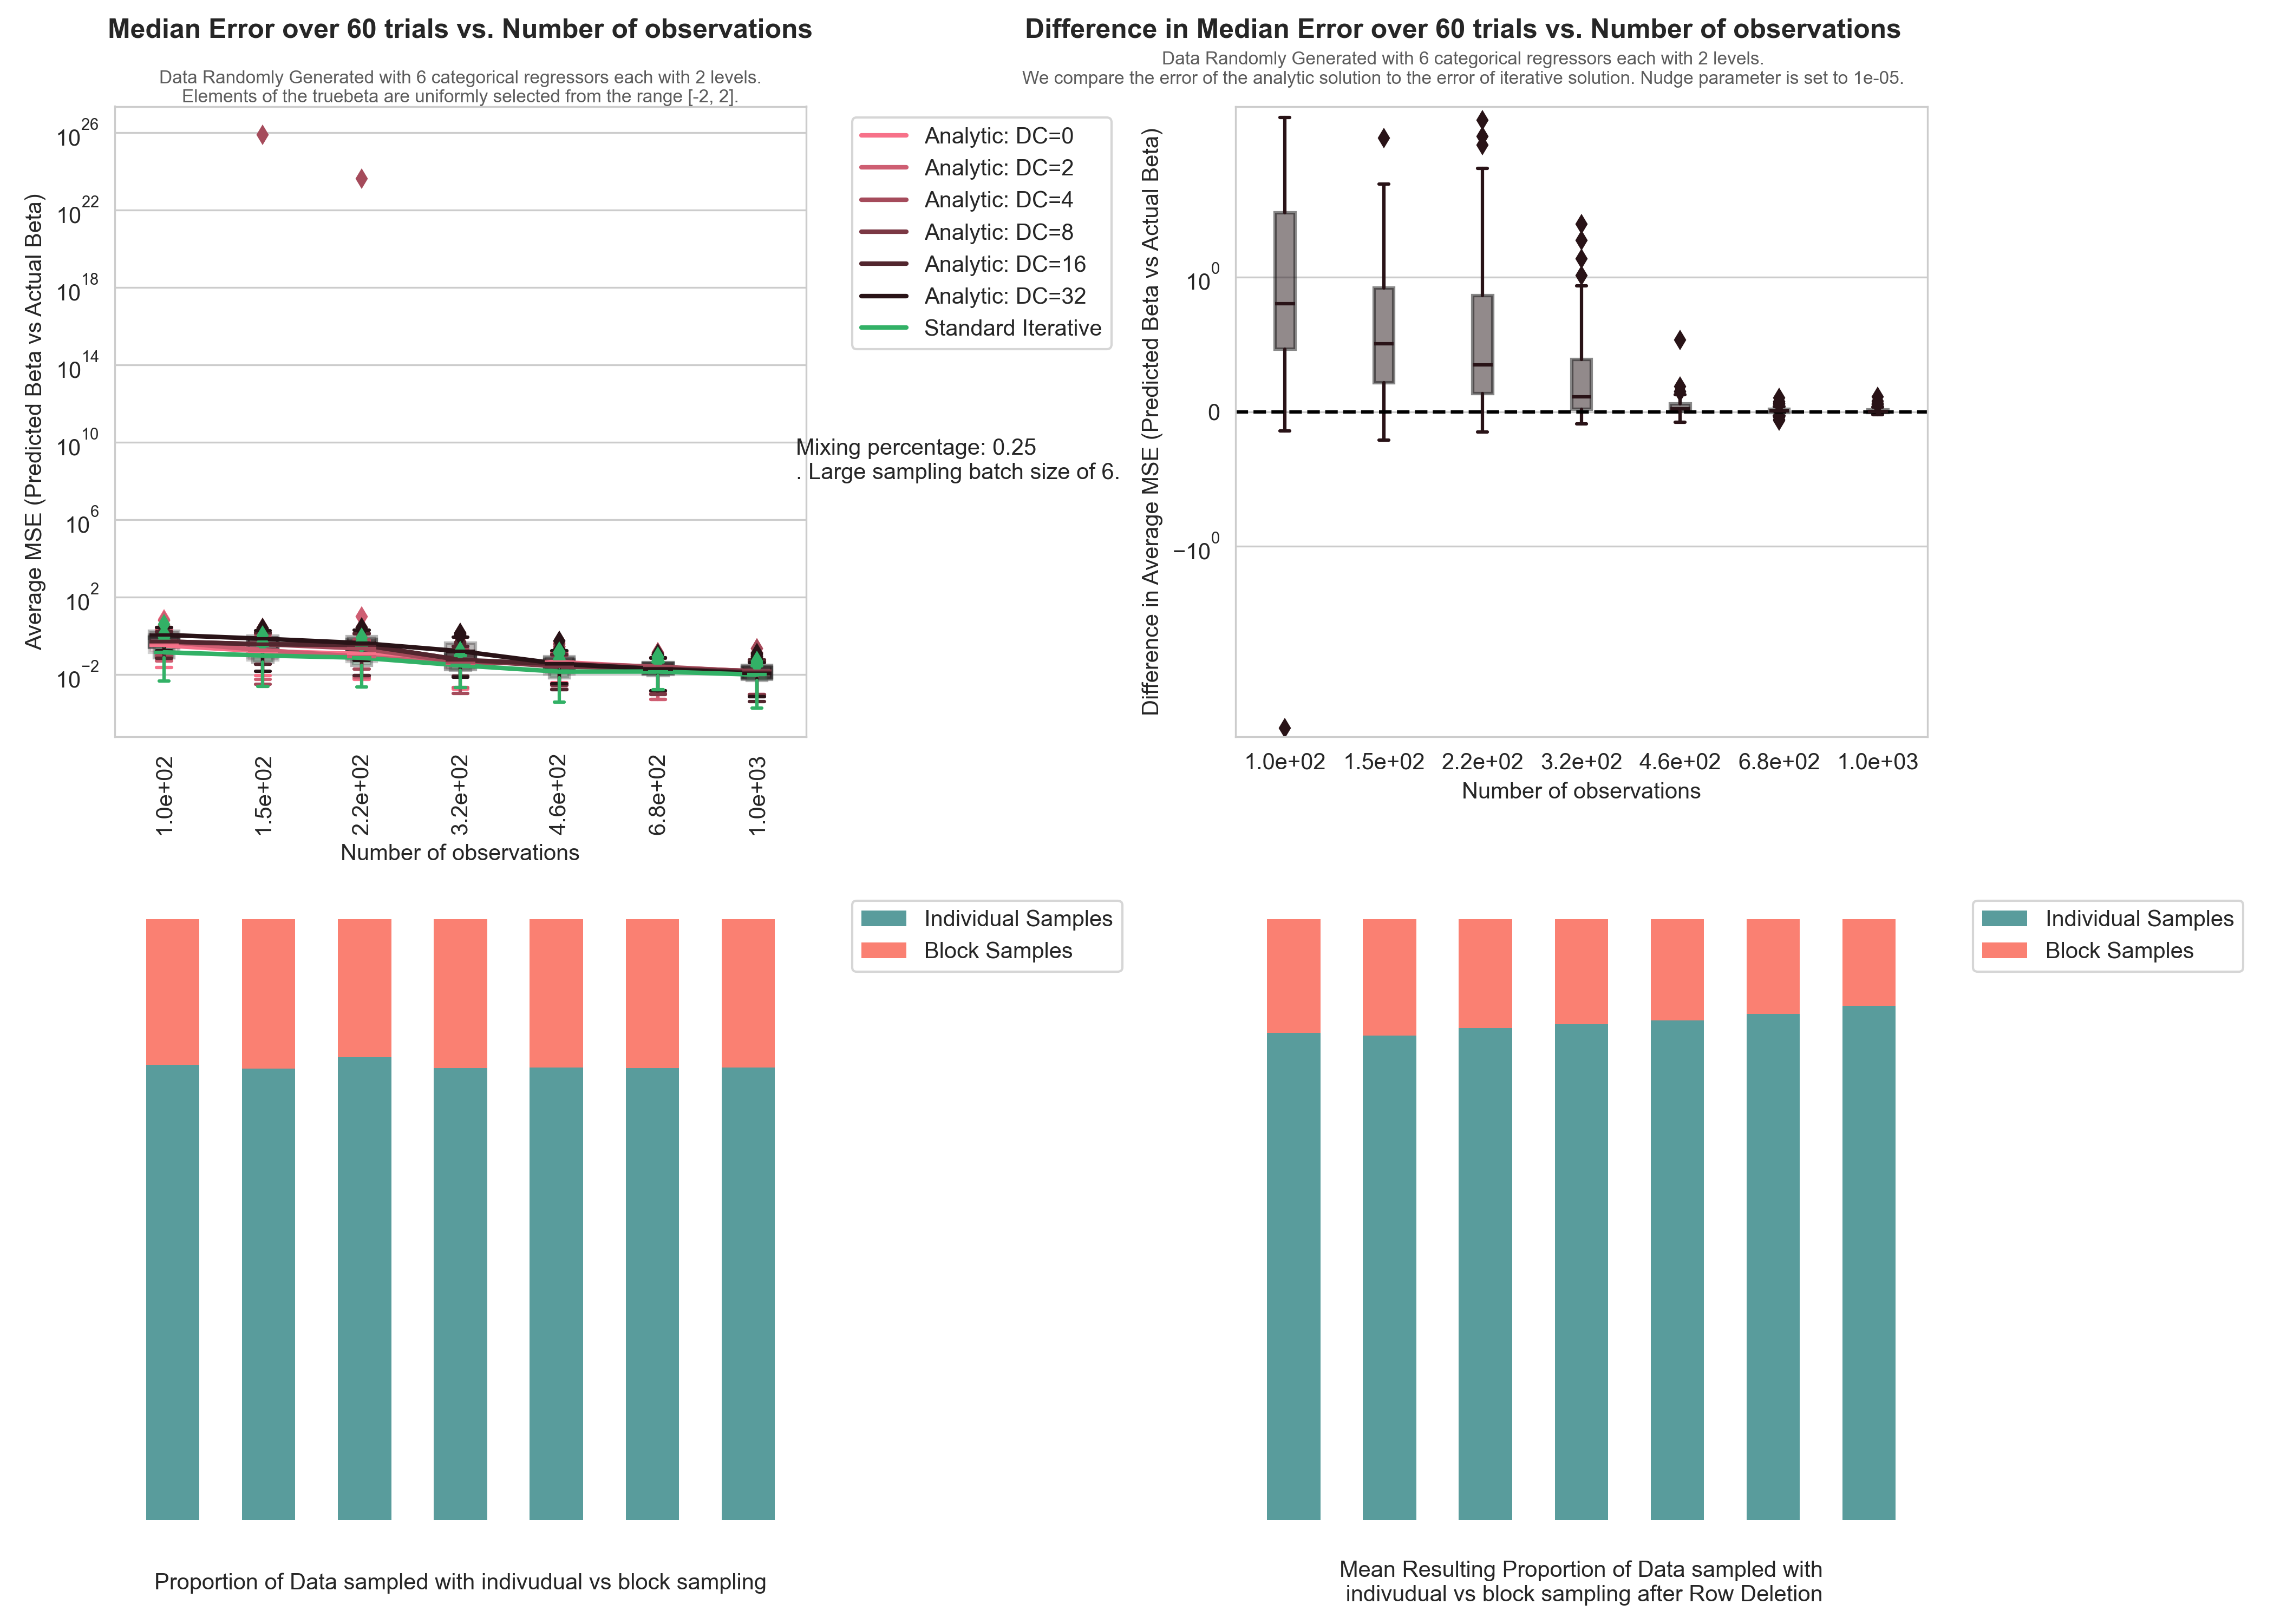 Median Error over 60 trials vs. Number of observations
Data Randomly Generated with 6 categorical regressors each with 2 levels.
Elements of the truebeta are uniformly selected from the range [-2, 2].
Average MSE (Predicted Beta vs Actual Beta)
10^26
10^22
10^18
10^14
10^10
10^6
10^2
10^−2
1.0e+02
1.5e+02
2.2e+02
3.2e+02
4.6e+02
6.8e+02
1.0e+03
Number of observations
Analytic: DC=0
Analytic: DC=2
Analytic: DC=4
Analytic: DC=8
Analytic: DC=16
Analytic: DC=32
Standard Iterative
Mixing percentage: 0.25
. Large sampling batch size of 6.
Difference in Median Error over 60 trials vs. Number of observations
Data Randomly Generated with 6 categorical regressors each with 2 levels.
We compare the error of the analytic solution to the error of iterative solution. Nudge parameter is set to 1e-05.
Difference in Average MSE (Predicted Beta vs Actual Beta)
10^0
0
−10^0
1.0e+02 1.5e+02 2.2e+02 3.2e+02 4.6e+02 6.8e+02 1.0e+03
Number of observations
Individual Samples
Block Samples
Proportion of Data sampled with indivudual vs block sampling
Individual Samples
Block Samples
Mean Resulting Proportion of Data sampled with
indivudual vs block sampling after Row Deletion